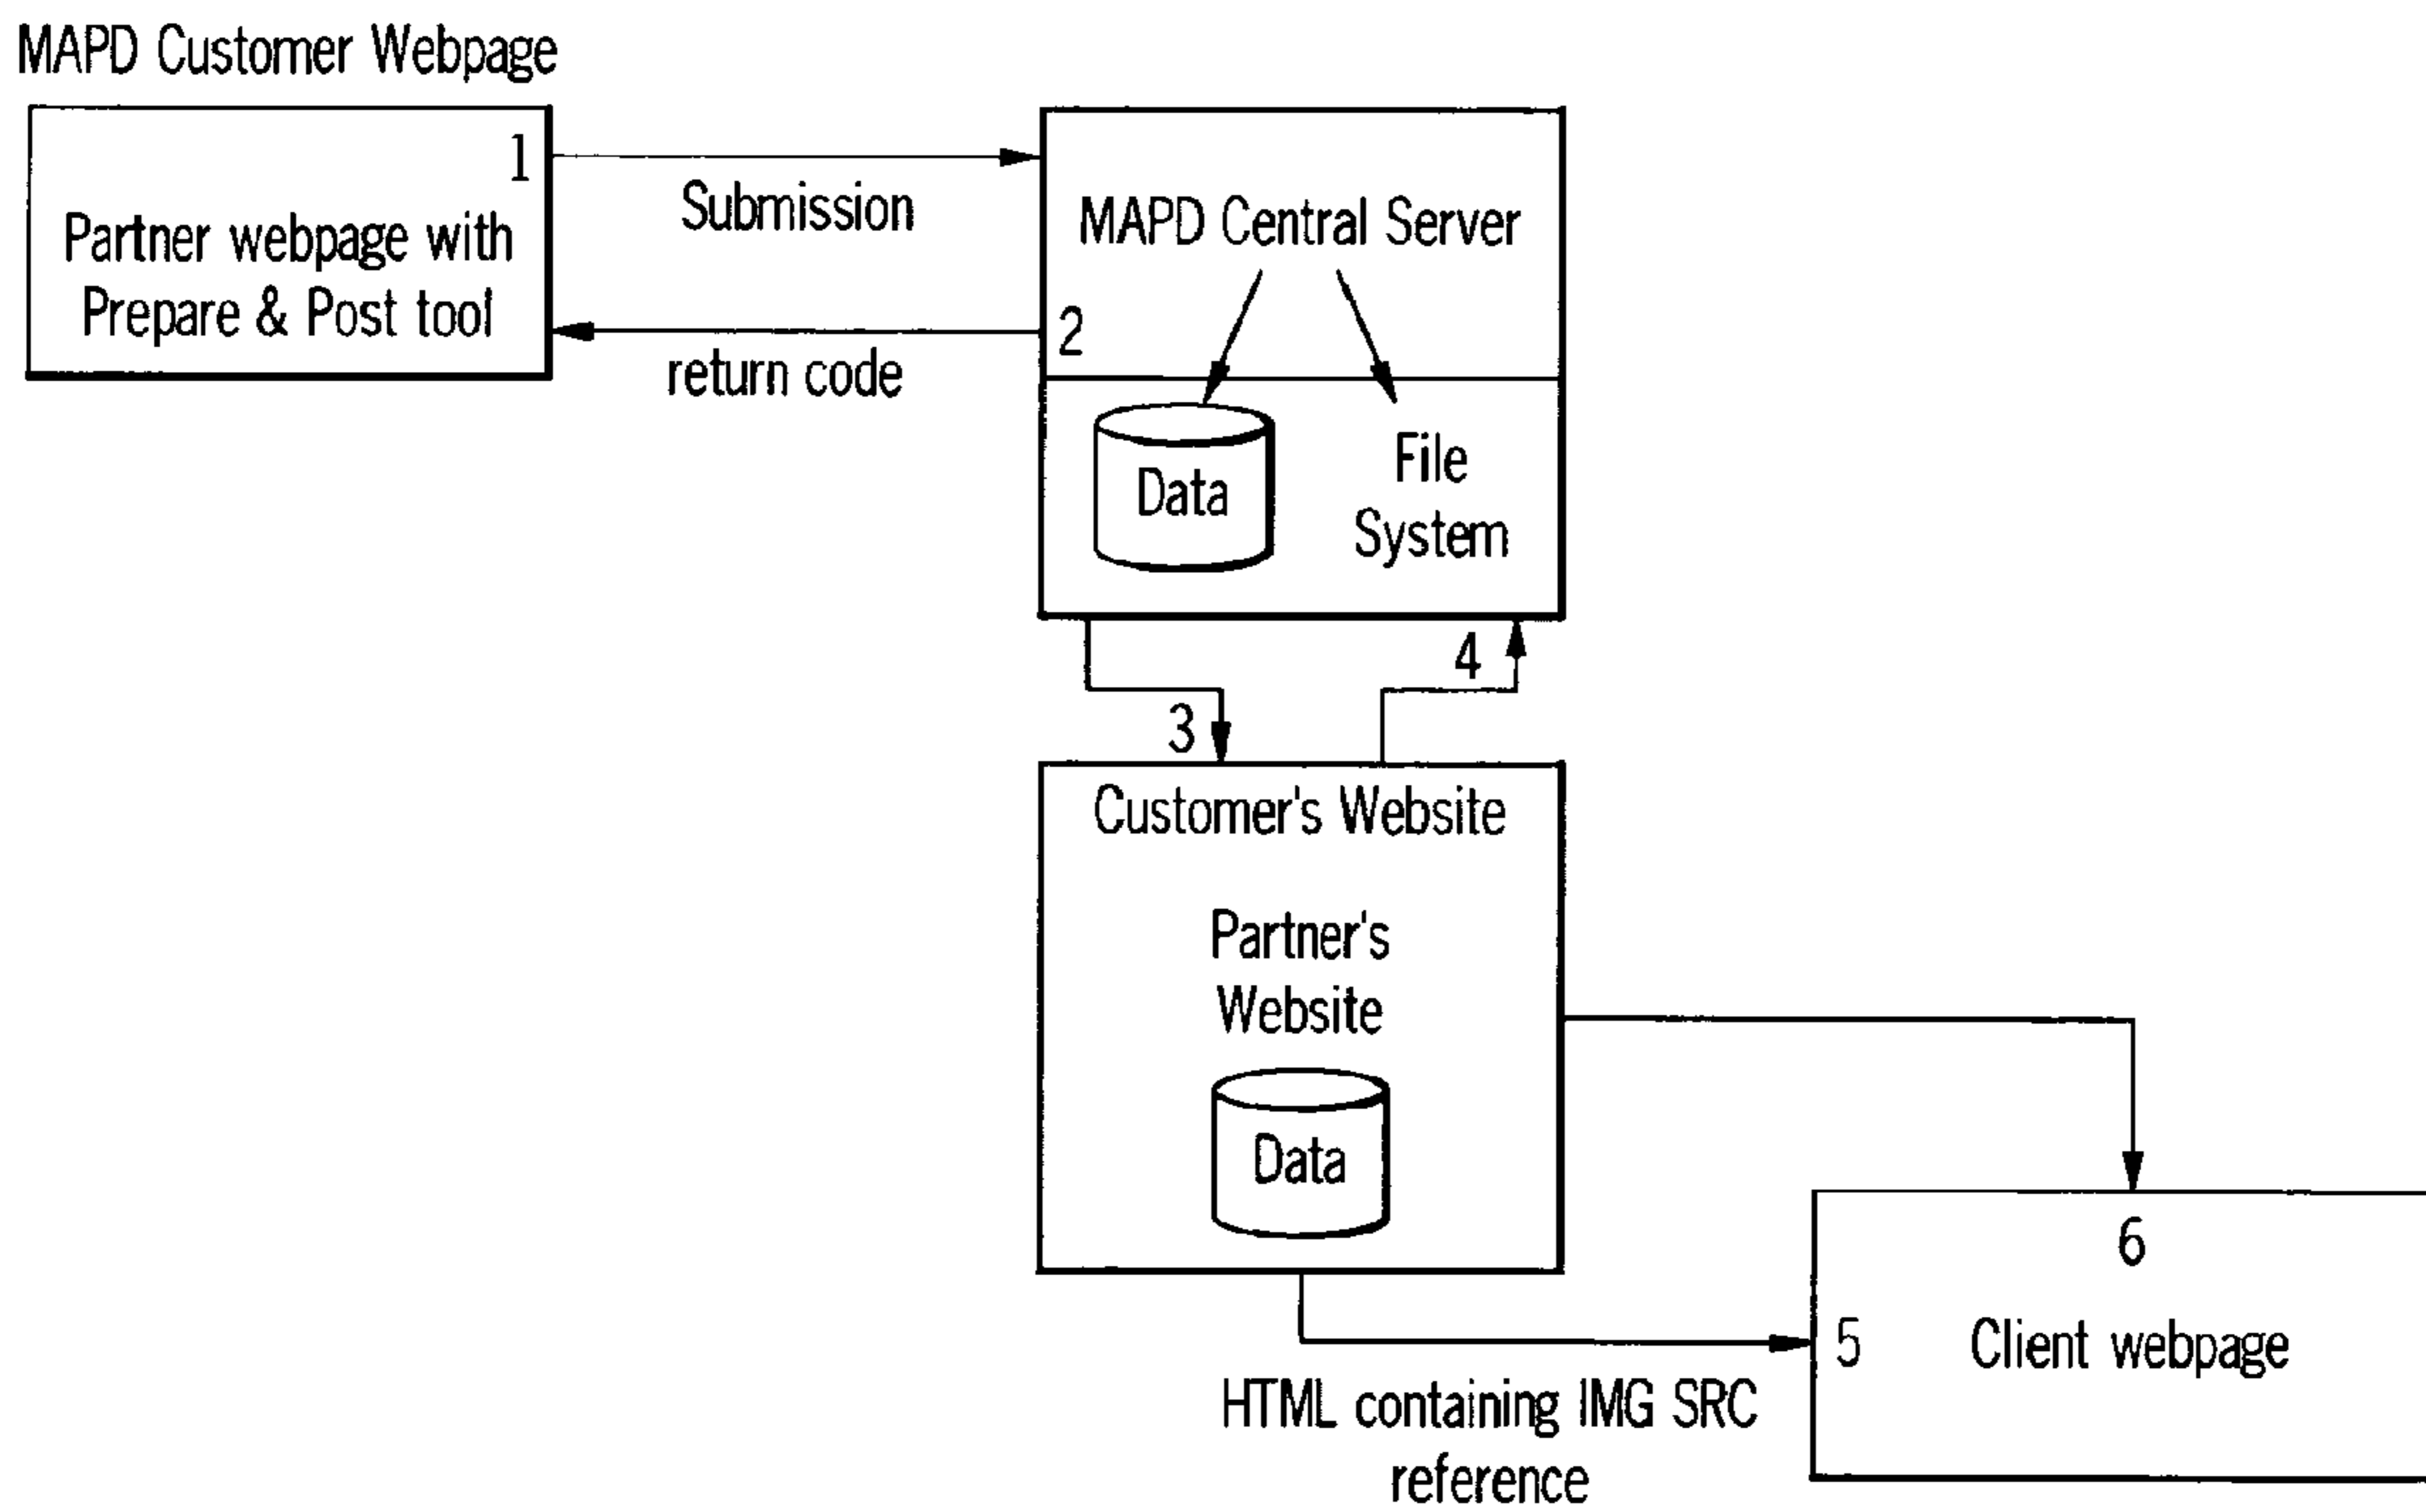 MAPD Customer Webpage
1
Partner webpage with
Prepare & Post tool
Submission
return code
MAPD Central Server
2
Data
File
System
3
4
Customer's Website
Partner's
Website
Data
6
5
Client webpage
HTML containing IMG SRC
reference